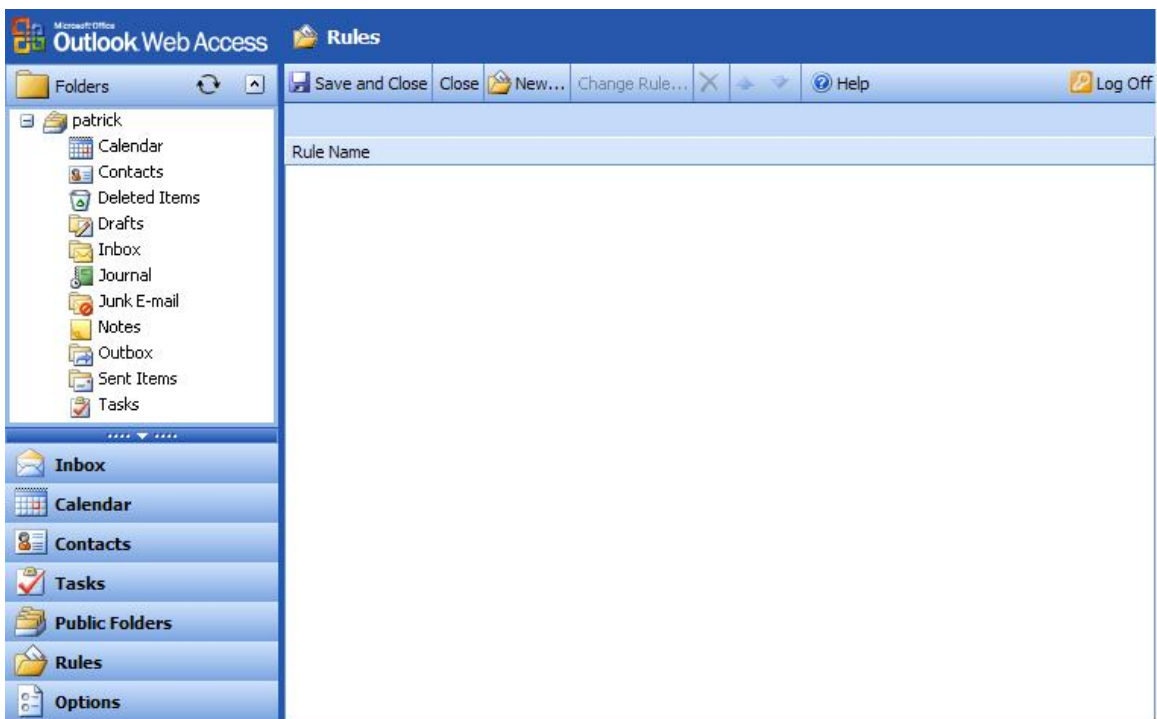 Microsoft Office
Outlook Web Access
Rules
Folders
Save and Close Close New... Change Rule... Help Log Off
patrick
Calendar
Contacts
Deleted Items
Drafts
Inbox
Journal
Junk E-mail
Notes
Outbox
Sent Items
Tasks
Rule Name
Inbox
Calendar
Contacts
Tasks
Public Folders
Rules
Options